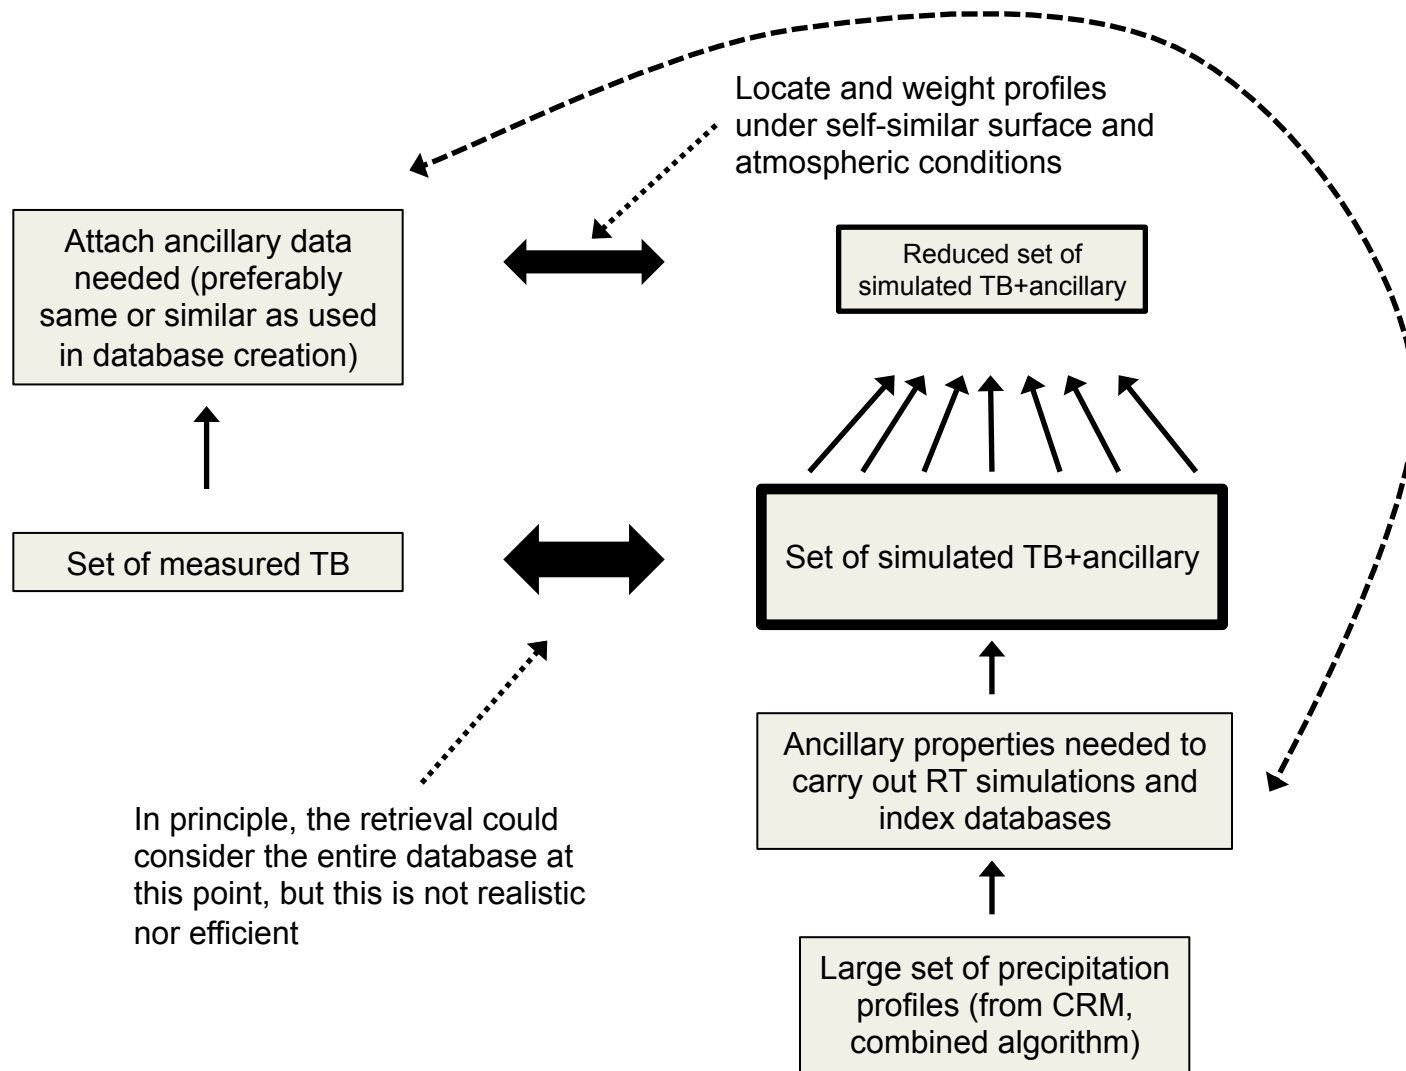 Locate and weight profiles
under self-similar surface and
atmospheric conditions
Attach ancillary data
needed (preferably
same or similar as used
in database creation)
Reduced set of
simulated TB+ancillary
Set of measured TB
Set of simulated TB+ancillary
Ancillary properties needed to
carry out RT simulations and
index databases
In principle, the retrieval could
consider the entire database at
this point, but this is not realistic
nor efficient
Large set of precipitation
profiles (from CRM,
combined algorithm)